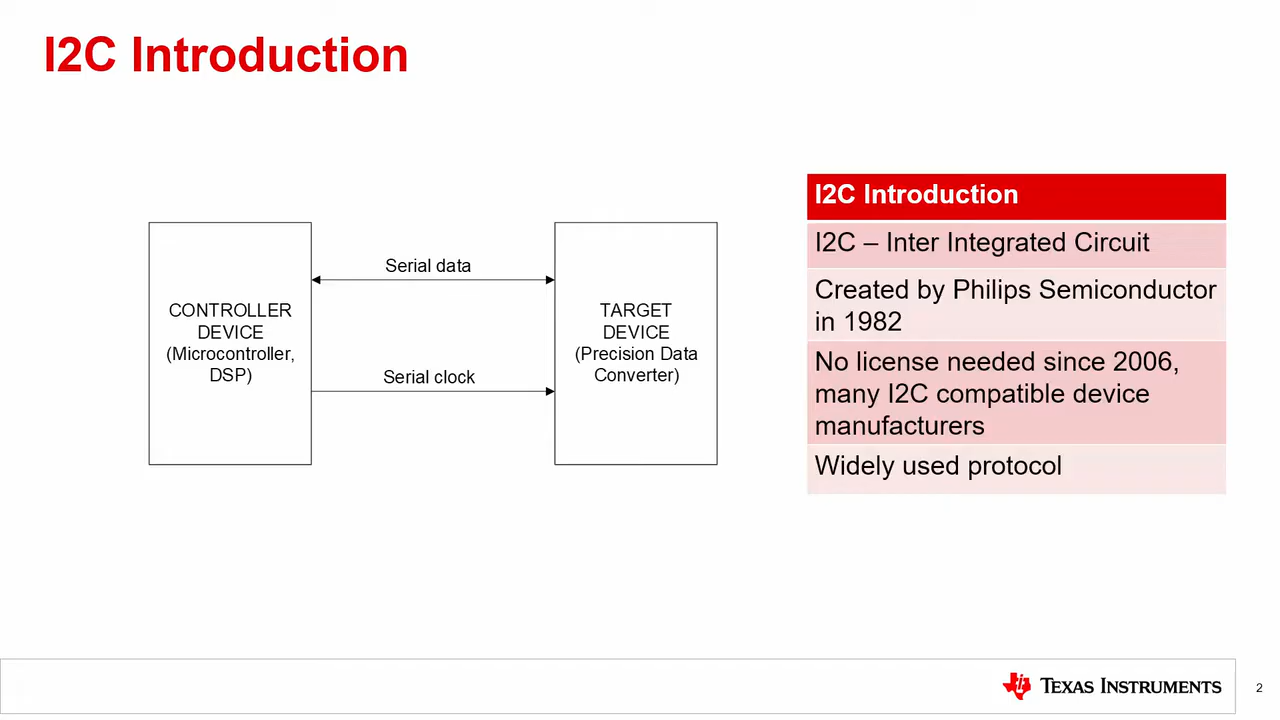 I2C Introduction
CONTROLLER
DEVICE
(Microcontroller,
DSP)
Serial data
Serial clock
TARGET
DEVICE
(Precision Data
Converter)
I2C Introduction
I2C – Inter Integrated Circuit
Created by Philips Semiconductor
in 1982
No license needed since 2006,
many I2C compatible device
manufacturers
Widely used protocol
TEXAS INSTRUMENTS
2